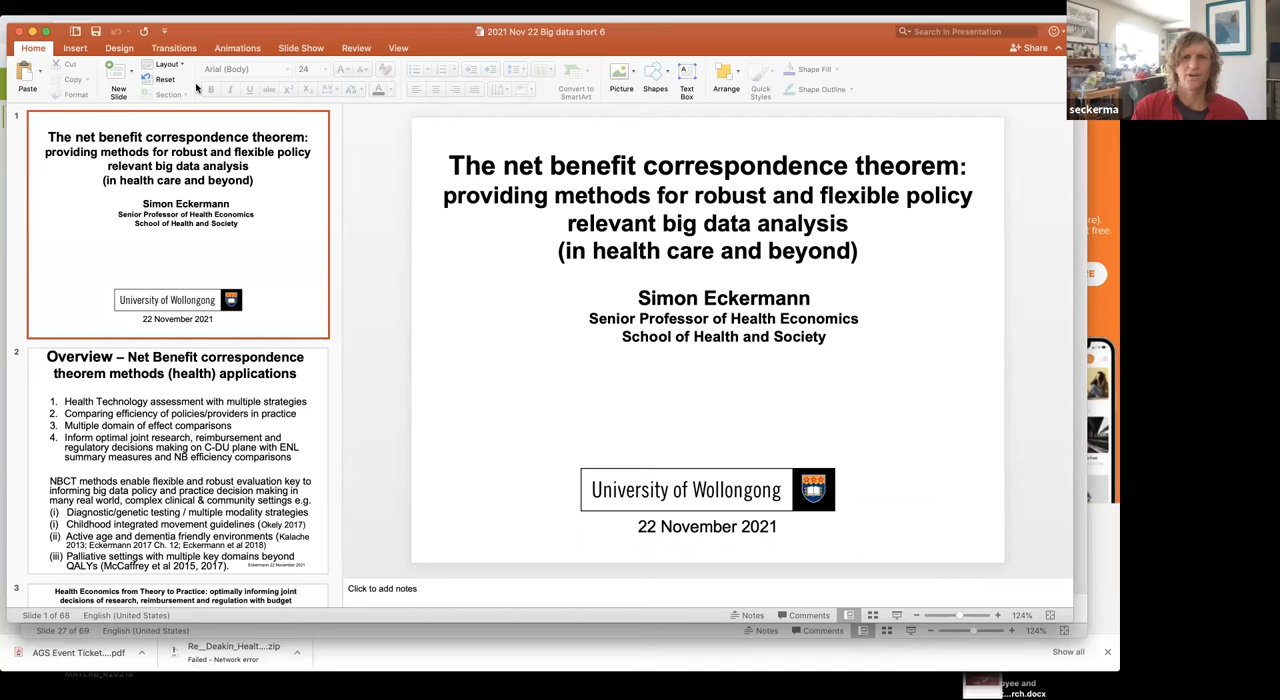 2021 Nov 22 Big data short 6
Search in Presentation
Home Insert Design Transitions Animations Slide Show Review View
Share
Paste
Cut
Copy
Format
New
Slide
Layout
Reset
Section
Arial (Body)
24
Convert to
SmartArt
Picture
Shapes
Text
Box
Arrange
Quick
Styles
Shape Fill
Shape Outline
seckerma
1
The net benefit correspondence theorem:
providing methods for robust and flexible policy
relevant big data analysis
(in health care and beyond)
Simon Eckermann
Senior Professor of Health Economics
School of Health and Society
University of Wollongong
22 November 2021
2
Overview – Net Benefit correspondence
theorem methods (health) applications
1. Health Technology assessment with multiple strategies
2. Comparing efficiency of policies/providers in practice
3. Multiple domain of effect comparisons
4. Inform optimal joint research, reimbursement and
regulatory decisions making on C-DU plane with ENL
summary measures and NB efficiency comparisons
NBCT methods enable flexible and robust evaluation key to
informing big data policy and practice decision making in
many real world, complex clinical & community settings e.g.
(i) Diagnostic/genetic testing / multiple modality strategies
(i) Childhood integrated movement guidelines (Okely 2017)
(ii) Active age and dementia friendly environments (Kalache
2013; Eckermann 2017 Ch. 12; Eckermann et al 2018)
(iii) Palliative settings with multiple key domains beyond
QALYs (McCaffrey et al 2015, 2017).
Eckermann 22 November 2021
3
Health Economics from Theory to Practice: optimally informing joint
decisions of research, reimbursement and regulation with budget
The net benefit correspondence theorem:
providing methods for robust and flexible policy
relevant big data analysis
(in health care and beyond)
Simon Eckermann
Senior Professor of Health Economics
School of Health and Society
University of Wollongong
22 November 2021
Click to add notes
Slide 1 of 68 English (United States)
Notes Comments 124%
Slide 27 of 69 English (United States)
Notes Comments 124%
AGS Event Ticket....pdf
Re__Deakin_Healt....zip
Failed - Network error
Show all
re).
t free.
RE
MATLAB_R2021a
oyee and
t...rch.docx